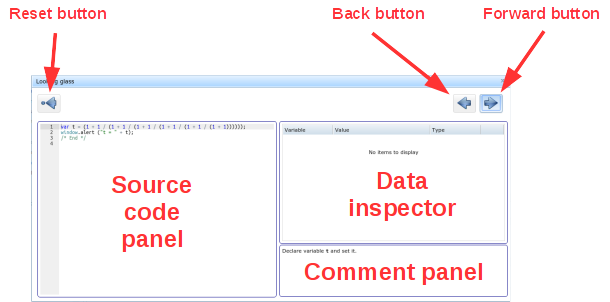 Reset button
Back button
Forward button
Looking glass
1 var t = (1 + 1 / (1 + 1 / (1 + 1 / (1 + 1 / (1 + 1 / (1 + 1))))));
2 window.alert ("t = " + t);
3 /* End */
4
Source
code
panel
Variable Value Type
No items to display
Data
inspector
Declare variable t and set it.
Comment panel